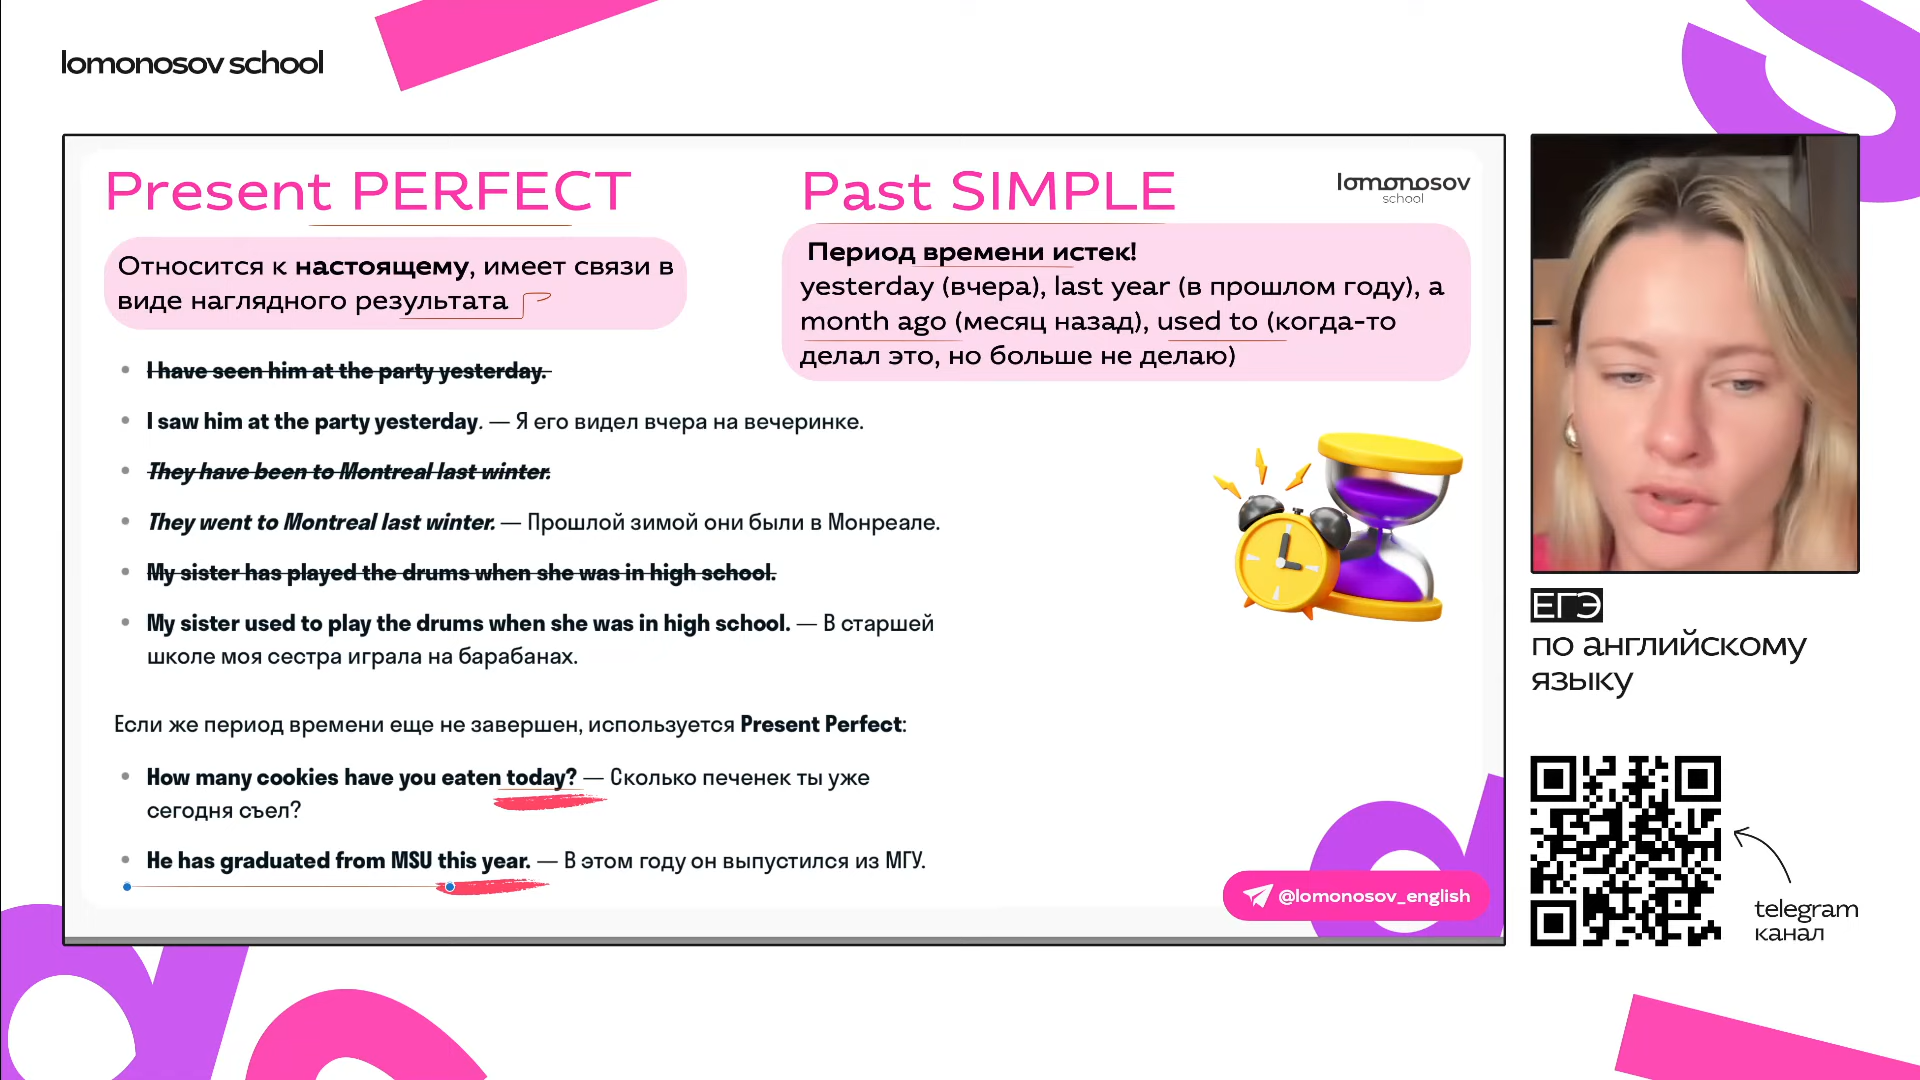 lomonosov school
Present PERFECT
Относится к настоящему, имеет связи в
виде наглядного результата
Past SIMPLE
lomonosov
school
Период времени истек!
yesterday (вчера), last year (в прошлом году), a
month ago (месяц назад), used to (когда-то
делал это, но больше не делаю)
I have seen him at the party yesterday.
I saw him at the party yesterday. — Я его видел вчера на вечеринке.
They have been to Montreal last winter.
They went to Montreal last winter. — Прошлой зимой они были в Монреале.
My sister has played the drums when she was in high school.
My sister used to play the drums when she was in high school. — В старшей
школе моя сестра играла на барабанах.
Если же период времени еще не завершен, используется Present Perfect:
How many cookies have you eaten today? — Сколько печенек ты уже
сегодня съел?
He has graduated from MSU this year. — В этом году он выпустился из МГУ.
@lomonosov_english
ЕГЭ
по английскому
языку
telegram
канал